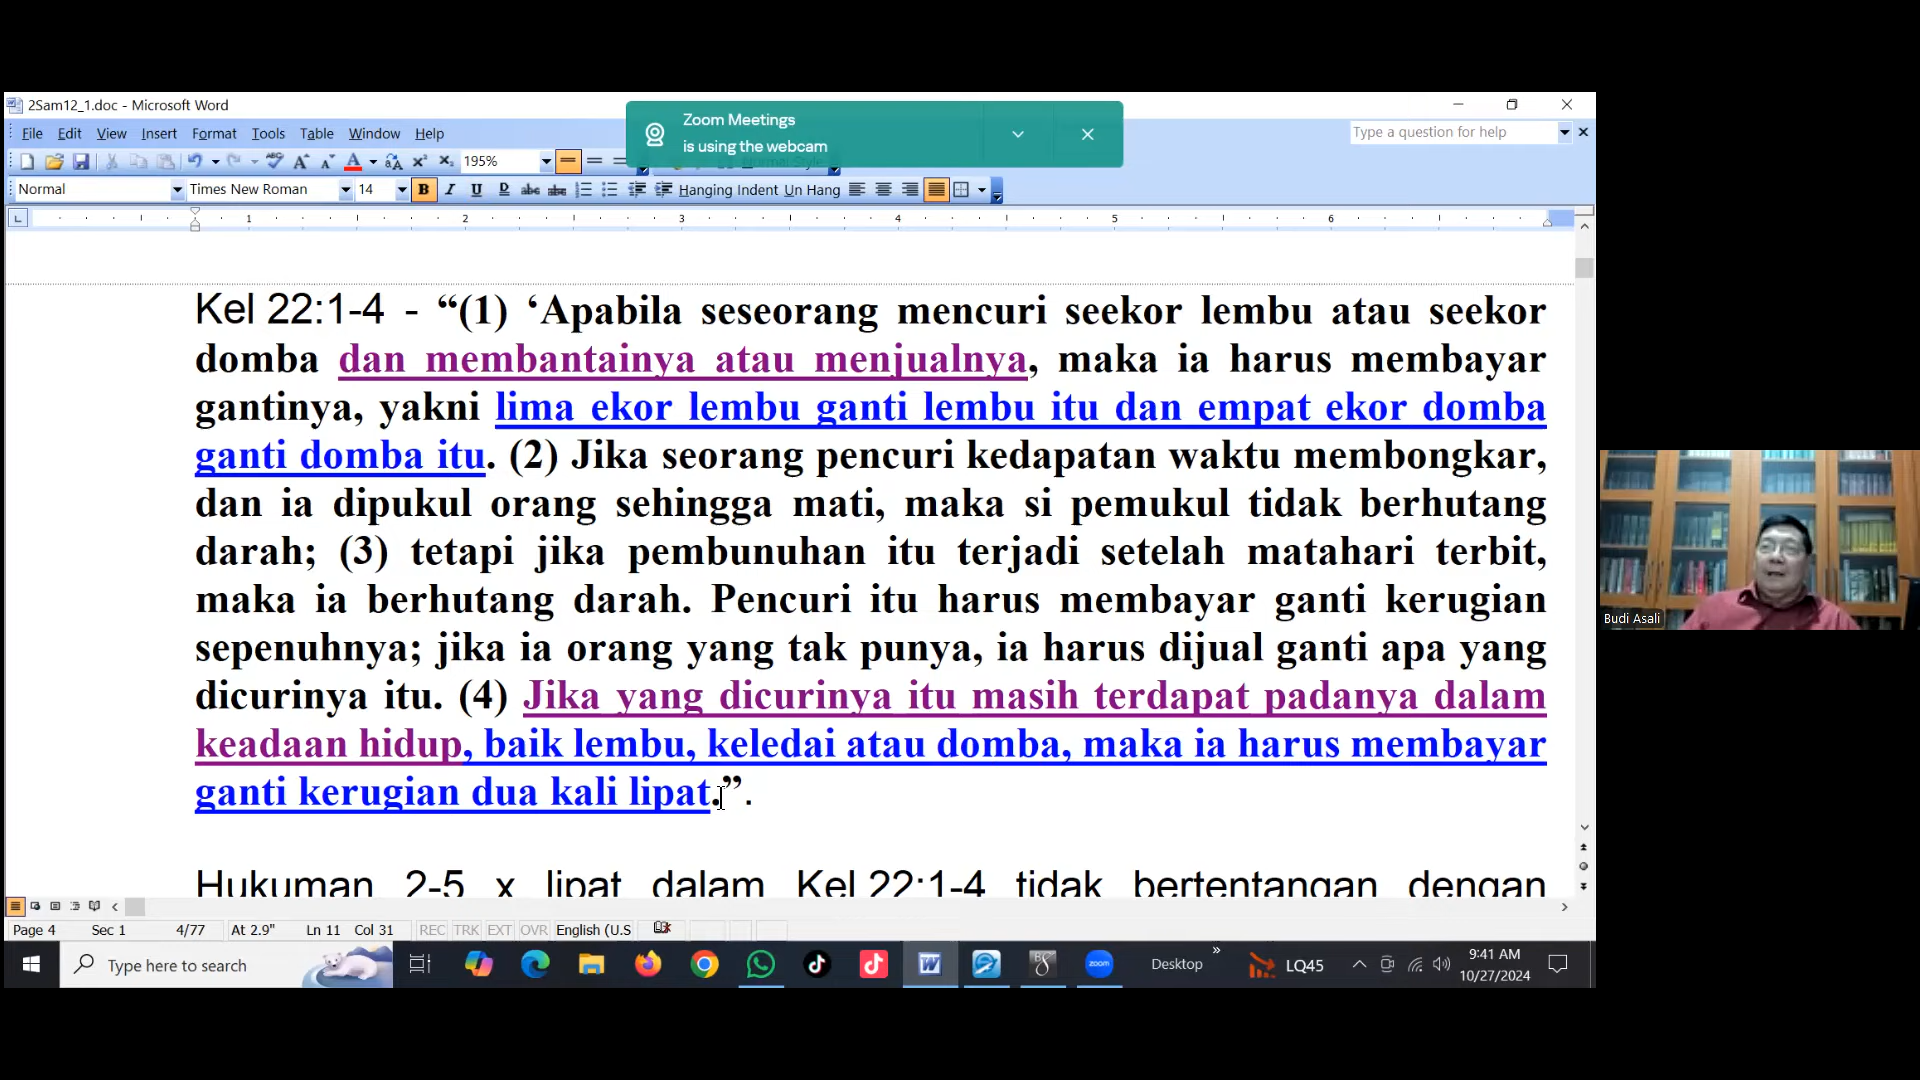 2Sam12_1.doc - Microsoft Word
Zoom Meetings
is using the webcam
File Edit View Insert Format Tools Table Window Help
Type a question for help
195%
Normal Times New Roman 14 B I U D abc abc Hanging Indent Un Hang
1 2 3 4 5 6
Kel 22:1-4 - “(1) ‘Apabila seseorang mencuri seekor lembu atau seekor
domba dan membantainya atau menjualnya, maka ia harus membayar
gantinya, yakni lima ekor lembu ganti lembu itu dan empat ekor domba
ganti domba itu. (2) Jika seorang pencuri kedapatan waktu membongkar,
dan ia dipukul orang sehingga mati, maka si pemukul tidak berhutang
darah; (3) tetapi jika pembunuhan itu terjadi setelah matahari terbit,
maka ia berhutang darah. Pencuri itu harus membayar ganti kerugian
sepenuhnya; jika ia orang yang tak punya, ia harus dijual ganti apa yang
dicurinya itu. (4) Jika yang dicurinya itu masih terdapat padanya dalam
keadaan hidup, baik lembu, keledai atau domba, maka ia harus membayar
ganti kerugian dua kali lipat.”.
Hukuman 2-5 x lipat dalam Kel 22:1-4 tidak bertentangan dengan
Budi Asali
Page 4 Sec 1 4/77 At 2.9" Ln 11 Col 31 REC TRK EXT OVR English (U.S
Type here to search
zoom
Desktop
LQ45
9:41 AM
10/27/2024